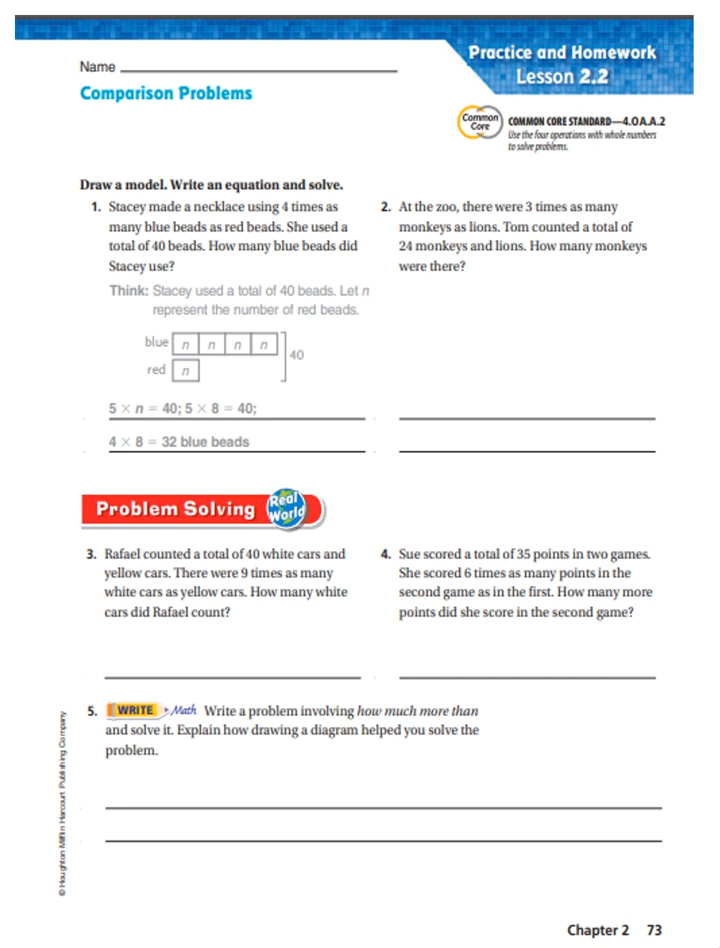 Practice and Homework
Lesson 2.2
Name
Comparison Problems
Common
Core
COMMON CORE STANDARD—4.OA.A.2
Use the four operations with whole numbers
to solve problems.
Draw a model. Write an equation and solve.
1. Stacey made a necklace using 4 times as
many blue beads as red beads. She used a
total of 40 beads. How many blue beads did
Stacey use?
Think: Stacey used a total of 40 beads. Let n
represent the number of red beads.
blue n n n n
40
red n
5 × n = 40; 5 × 8 = 40;
4 × 8 = 32 blue beads
2. At the zoo, there were 3 times as many
monkeys as lions. Tom counted a total of
24 monkeys and lions. How many monkeys
were there?
Problem Solving Real World
3. Rafael counted a total of 40 white cars and
yellow cars. There were 9 times as many
white cars as yellow cars. How many white
cars did Rafael count?
4. Sue scored a total of 35 points in two games.
She scored 6 times as many points in the
second game as in the first. How many more
points did she score in the second game?
5. WRITE Math Write a problem involving how much more than
and solve it. Explain how drawing a diagram helped you solve the
problem.
© Houghton Mifflin Harcourt Publishing Company
Chapter 2 73